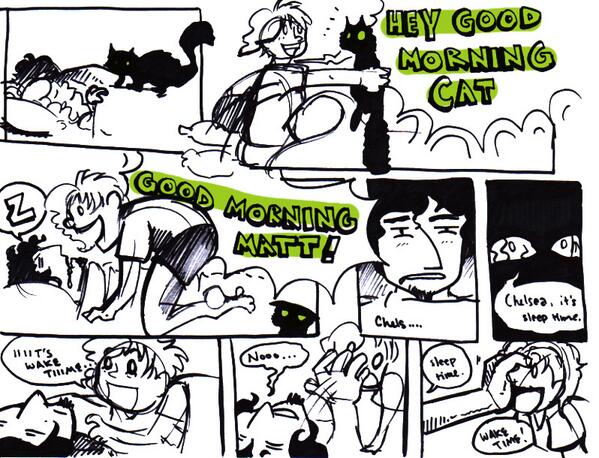 HEY GOOD
MORNING
CAT
Z
GOOD MORNING
MATT!
Chels....
Chelsea, it's
sleep time.
IIIIT'S
WAKE
TIIIME.
Nooo...
sleep
time.
WAKE
TIME!